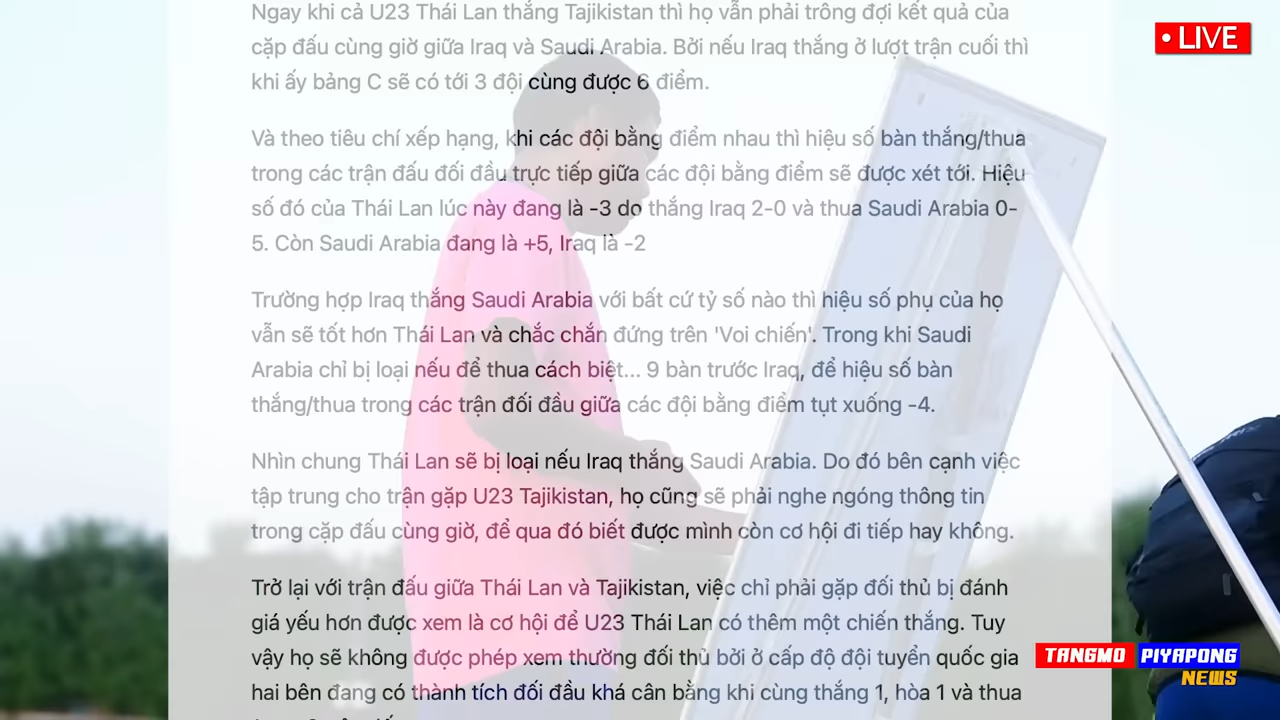 Ngay khi cả U23 Thái Lan thắng Tajikistan thì họ vẫn phải trông đợi kết quả của
cặp đấu cùng giờ giữa Iraq và Saudi Arabia. Bởi nếu Iraq thắng ở lượt trận cuối thì
khi ấy bảng C sẽ có tới 3 đội cùng được 6 điểm.
Và theo tiêu chí xếp hạng, khi các đội bằng điểm nhau thì hiệu số bàn thắng/thua
trong các trận đấu đối đầu trực tiếp giữa các đội bằng điểm sẽ được xét tới. Hiệu
số đó của Thái Lan lúc này đang là -3 do thắng Iraq 2-0 và thua Saudi Arabia 0-
5. Còn Saudi Arabia đang là +5, Iraq là -2
Trường hợp Iraq thắng Saudi Arabia với bất cứ tỷ số nào thì hiệu số phụ của họ
vẫn sẽ tốt hơn Thái Lan và chắc chắn đứng trên 'Voi chiến'. Trong khi Saudi
Arabia chỉ bị loại nếu để thua cách biệt... 9 bàn trước Iraq, để hiệu số bàn
thắng/thua trong các trận đối đầu giữa các đội bằng điểm tụt xuống -4.
Nhìn chung Thái Lan sẽ bị loại nếu Iraq thắng Saudi Arabia. Do đó bên cạnh việc
tập trung cho trận gặp U23 Tajikistan, họ cũng sẽ phải nghe ngóng thông tin
trong cặp đấu cùng giờ, để qua đó biết được mình còn cơ hội đi tiếp hay không.
Trở lại với trận đấu giữa Thái Lan và Tajikistan, việc chỉ phải gặp đối thủ bị đánh
giá yếu hơn được xem là cơ hội để U23 Thái Lan có thêm một chiến thắng. Tuy
vậy họ sẽ không được phép xem thường đối thủ bởi ở cấp độ đội tuyển quốc gia
hai bên đang có thành tích đối đầu khá cân bằng khi cùng thắng 1, hòa 1 và thua
• LIVE
TANGMO PIYAPONG
NEWS